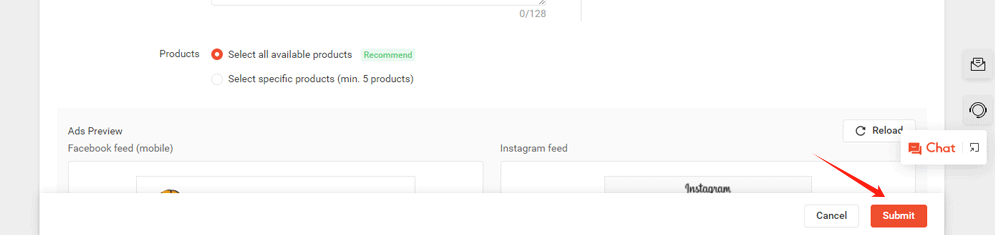 0/128
Products Select all available products Recommend
Select specific products (min. 5 products)
Ads Preview Reload
Chat
Facebook feed (mobile) Instagram feed
Instagram
Cancel Submit